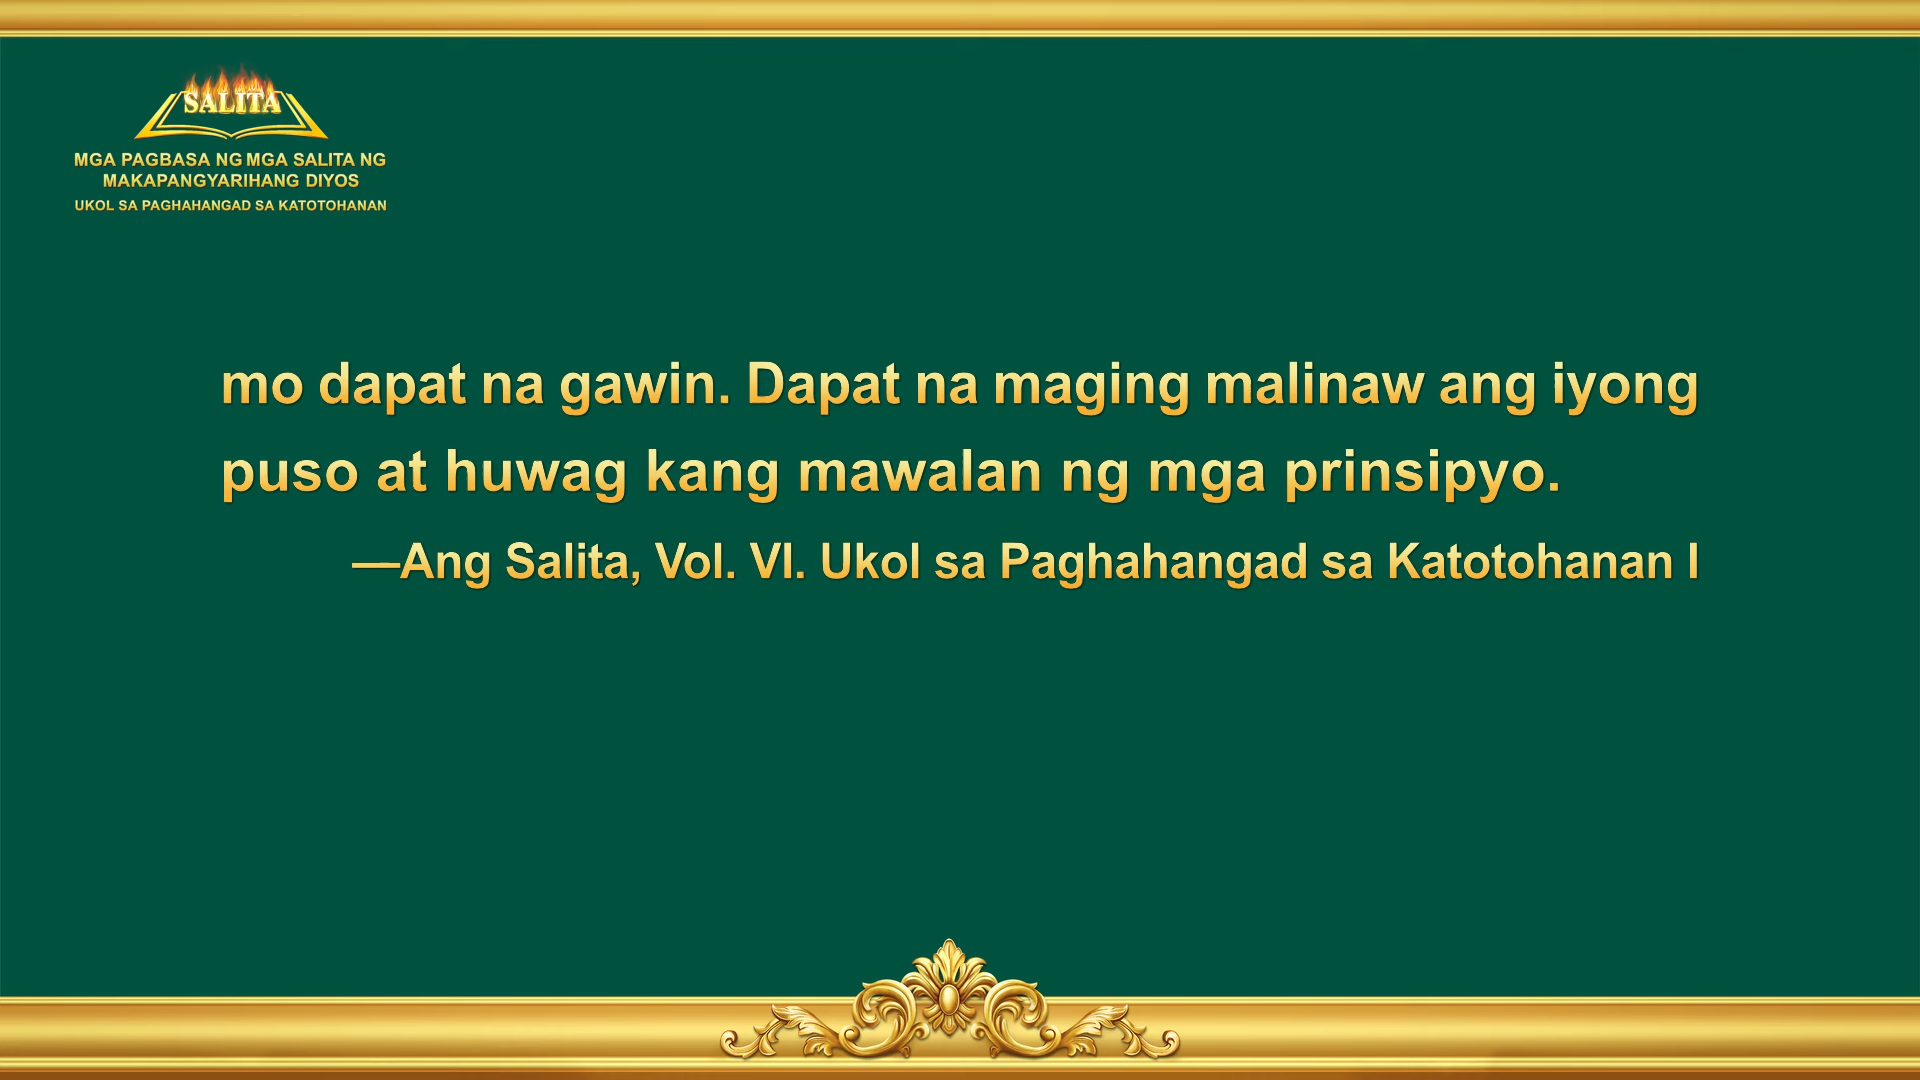 SALITA
MGA PAGBASA NG MGA SALITA NG
MAKAPANGYARIHANG DIYOS
UKOL SA PAGHAHANGAD SA KATOTOHANAN
mo dapat na gawin. Dapat na maging malinaw ang iyong
puso at huwag kang mawalan ng mga prinsipyo.
—Ang Salita, Vol. VI. Ukol sa Paghahangad sa Katotohanan I